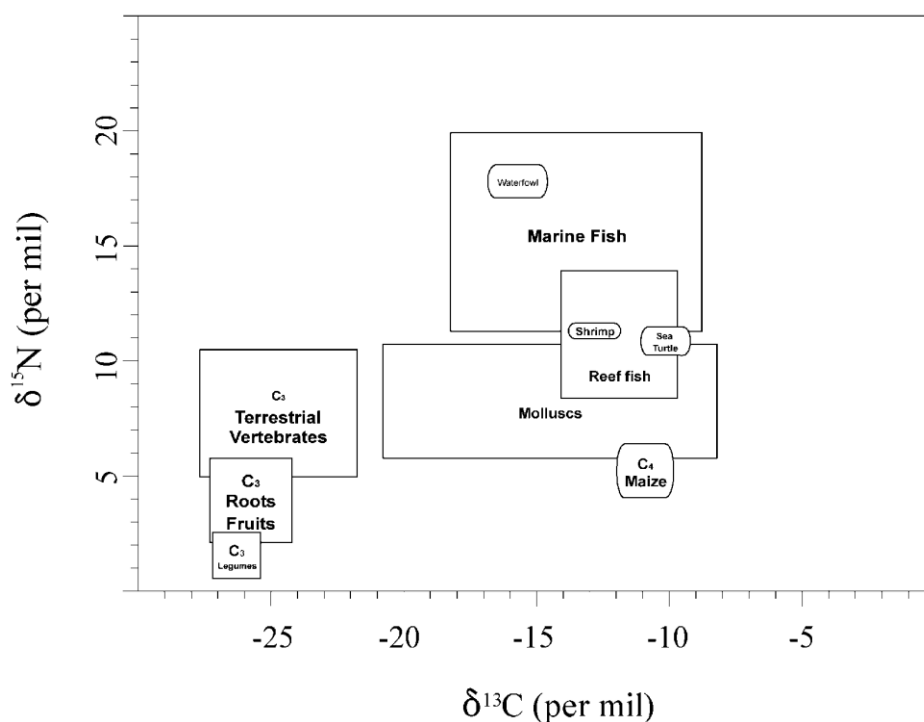 20
15
10
5
δ¹⁵N (per mil)
Waterfowl
Marine Fish
Shrimp
Sea
Turtle
Reef fish
Molluscs
C₄
Maize
C₃
Terrestrial
Vertebrates
C₃
Roots
Fruits
C₃
Legumes
-25
-20
-15
-10
-5
δ¹³C (per mil)